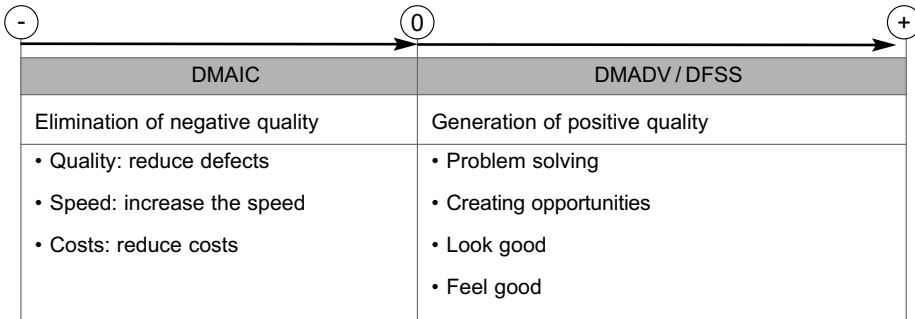 - 0 +
DMAIC DMADV / DFSS
Elimination of negative quality Generation of positive quality
• Quality: reduce defects • Problem solving
• Speed: increase the speed • Creating opportunities
• Costs: reduce costs • Look good
• Feel good